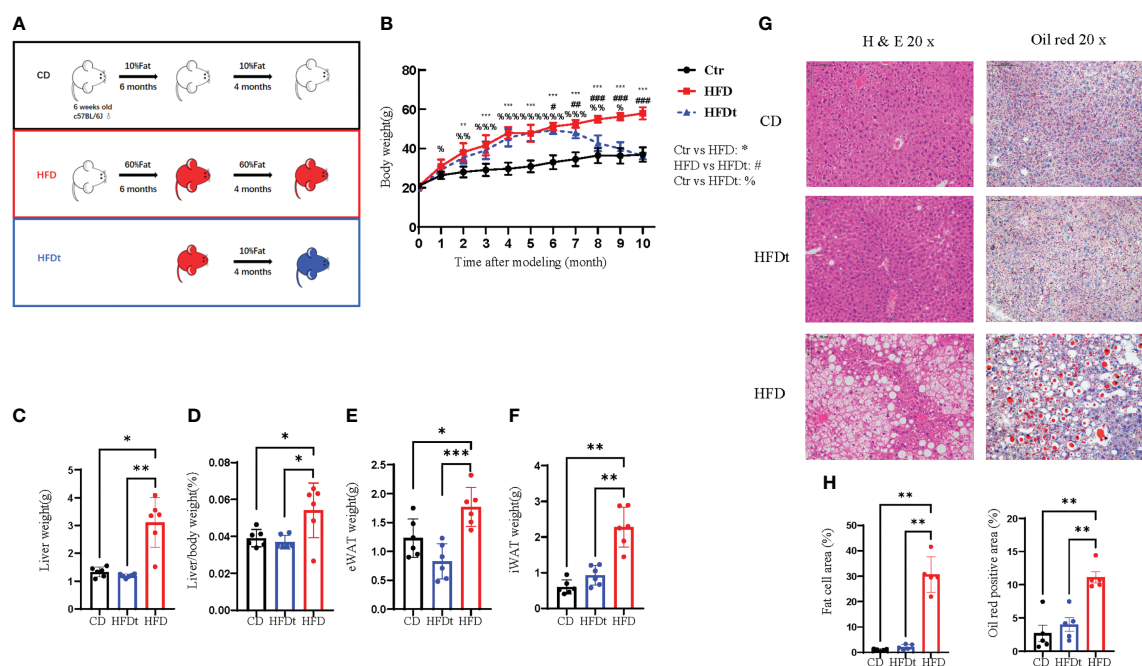 A
CD
10%Fat
6 months
10%Fat
4 months
6 weeks old
c57BL/6J ♂
HFD
60%Fat
6 months
60%Fat
4 months
HFDt
10%Fat
4 months
B
Body weight(g)
80
60
40
20
0
0 1 2 3 4 5 6 7 8 9 10
Time after modeling (month)
%
**
%%
***
%%%
***
%%%
***
%%%
***
#
%%%
***
##
%%%
***
###
%%
***
###
%
***
###
Ctr
HFD
HFDt
Ctr vs HFD: *
HFD vs HFDt: #
Ctr vs HFDt: %
C
Liver weight(g)
5
4
3
2
1
0
*
**
CD HFDt HFD
D
Liver/body weight(%)
0.08
0.06
0.04
0.02
0.00
*
*
CD HFDt HFD
E
eWAT weight(g)
2.5
2.0
1.5
1.0
0.5
0.0
*
***
CD HFDt HFD
F
iWAT weight(g)
4
3
2
1
0
**
**
CD HFDt HFD
G
H & E 20 x
Oil red 20 x
CD
HFDt
HFD
H
Fat cell area (%)
50
40
30
20
10
0
**
**
CD HFDt HFD
Oil red positive area (%)
20
15
10
5
0
**
**
CD HFDt HFD